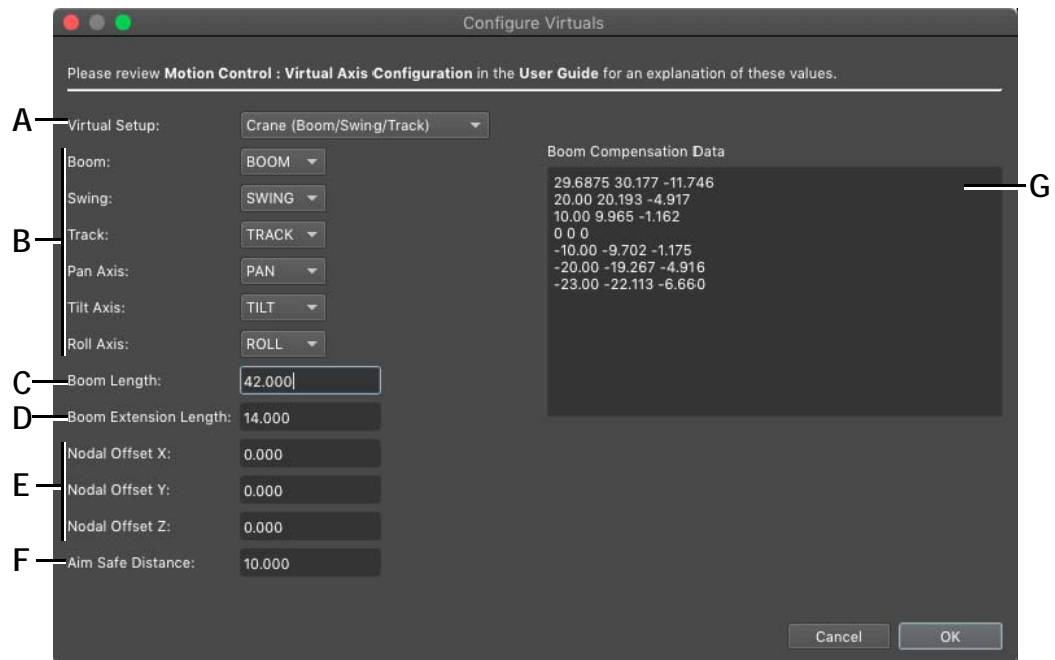 Configure Virtuals
Please review Motion Control : Virtual Axis Configuration in the User Guide for an explanation of these values.
A
Virtual Setup: Crane (Boom/Swing/Track)
B
Boom: BOOM
Swing: SWING
Track: TRACK
Pan Axis: PAN
Tilt Axis: TILT
Roll Axis: ROLL
C
Boom Length: 42.000
D
Boom Extension Length: 14.000
E
Nodal Offset X: 0.000
Nodal Offset Y: 0.000
Nodal Offset Z: 0.000
F
Aim Safe Distance: 10.000
Boom Compensation Data
G
29.6875 30.177 -11.746
20.00 20.193 -4.917
10.00 9.965 -1.162
0 0 0
-10.00 -9.702 -1.175
-20.00 -19.267 -4.916
-23.00 -22.113 -6.660
Cancel
OK